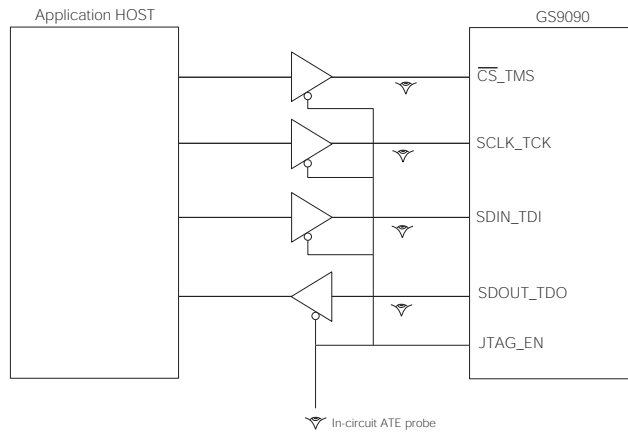 Application HOST
GS9090
CS_TMS
SCLK_TCK
SDIN_TDI
SDOUT_TDO
JTAG_EN
In-circuit ATE probe